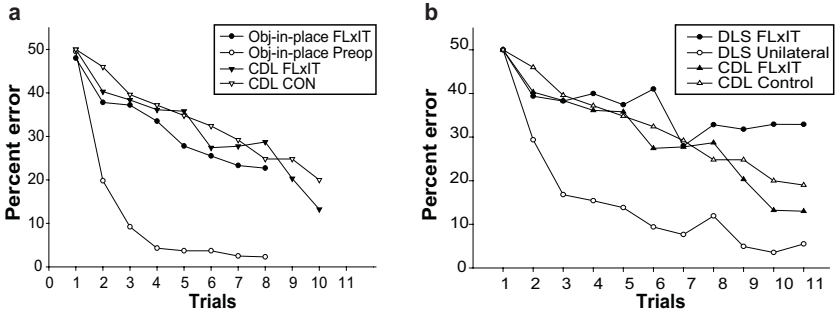 a
Percent error
50
40
30
20
10
0
0 1 2 3 4 5 6 7 8 9 10 11
Trials
Obj-in-place FLxIT
Obj-in-place Preop
CDL FLxIT
CDL CON
b
Percent error
50
40
30
20
10
0
1 2 3 4 5 6 7 8 9 10 11
Trials
DLS FLxIT
DLS Unilateral
CDL FLxIT
CDL Control